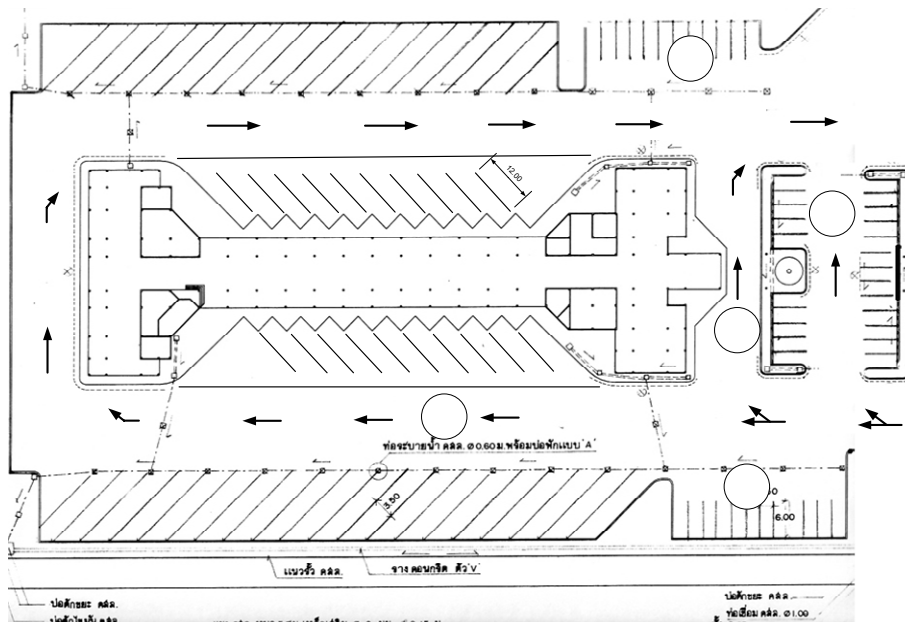 12.00
ท่อระบายน้ำ คสล. ⌀ 0.60 ม. พร้อมบ่อพักแบบ 'A'
3.50
6.00
แนวรั้ว คสล.
รางคอนกรีต ตัว 'V'
บ่อดักขยะ คสล.
บ่อดักขยะ คสล.
ท่อเชื่อม คสล. ⌀ 1.00